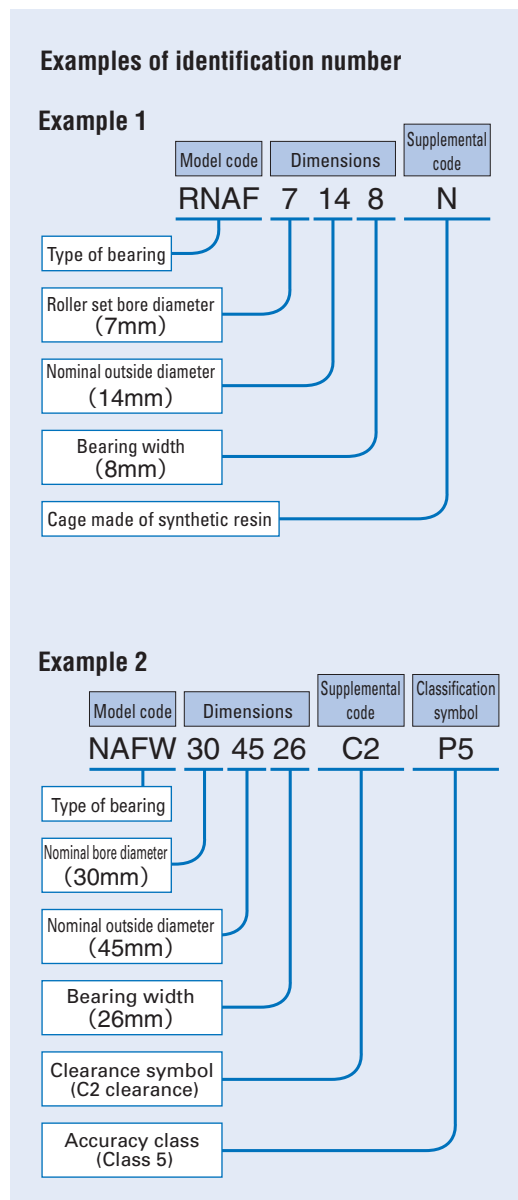 Examples of identification number
Example 1
Model code Dimensions Supplemental code
RNAF 7 14 8 N
Type of bearing
Roller set bore diameter
(7mm)
Nominal outside diameter
(14mm)
Bearing width
(8mm)
Cage made of synthetic resin
Example 2
Model code Dimensions Supplemental code Classification symbol
NAFW 30 45 26 C2 P5
Type of bearing
Nominal bore diameter
(30mm)
Nominal outside diameter
(45mm)
Bearing width
(26mm)
Clearance symbol
(C2 clearance)
Accuracy class
(Class 5)